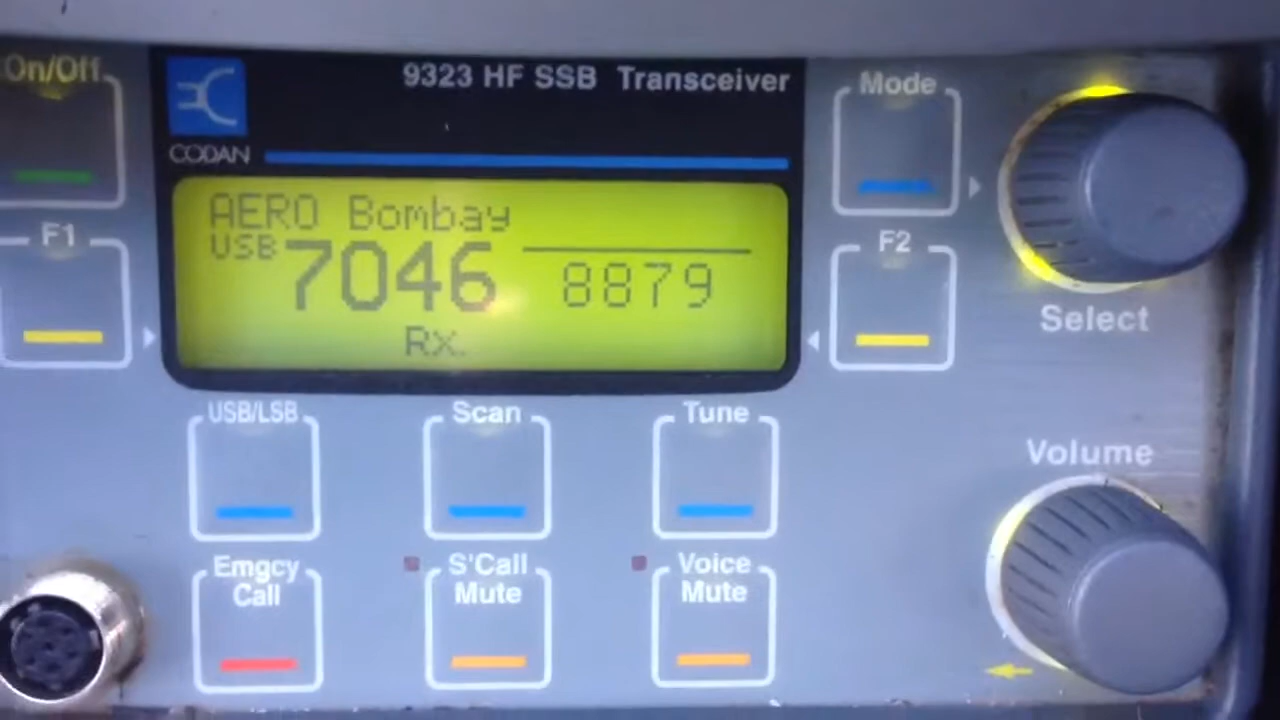 On/Off
CODAN
9323 HF SSB Transceiver
Mode
AERO Bombay
USB 7046 8879
Rx.
F1
F2
Select
USB/LSB
Scan
Tune
Volume
Emgcy
Call
S'Call
Mute
Voice
Mute